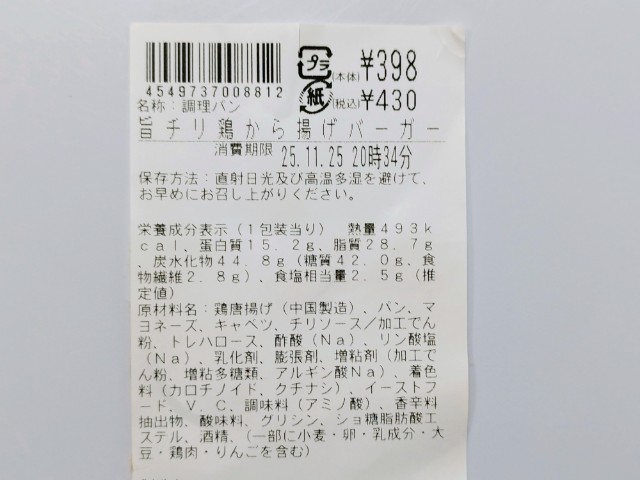 プラ
(本体) ¥398
4549737008812
紙 (税込) ¥430
名称：調理パン
旨チリ鶏から揚げバーガー
消費期限 25.11.25 20時34分
保存方法：直射日光及び高温多湿を避けて、
お早めにお召し上がりください。
栄養成分表示（１包装当り）　熱量４９３ｋ
ｃａｌ、蛋白質１５．２ｇ、脂質２８．７ｇ
、炭水化物４４．８ｇ（糖質４２．０ｇ、食
物繊維２．８ｇ）、食塩相当量２．５ｇ（推
定値）
原材料名：鶏唐揚げ（中国製造）、パン、マ
ヨネーズ、キャベツ、チリソース／加工でん
粉、トレハロース、酢酸（Ｎａ）、リン酸塩
（Ｎａ）、乳化剤、膨張剤、増粘剤（加工で
ん粉、増粘多糖類、アルギン酸Ｎａ）、着色
料（カロチノイド、クチナシ）、イーストフ
ード、Ｖ．Ｃ、調味料（アミノ酸）、香辛料
抽出物、酸味料、グリシン、ショ糖脂肪酸エ
ステル、酒精、（一部に小麦・卵・乳成分・大
豆・鶏肉・りんごを含む）